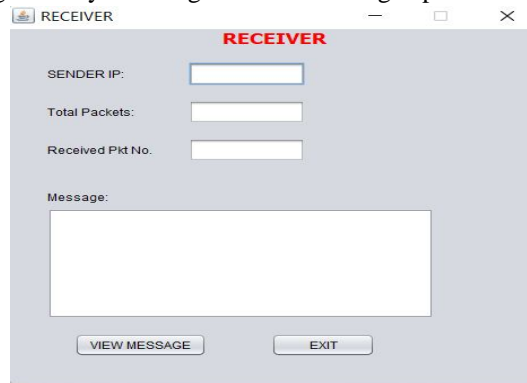 RECEIVER
RECEIVER
SENDER IP:
Total Packets:
Received Pkt No.
Message:
VIEW MESSAGE EXIT